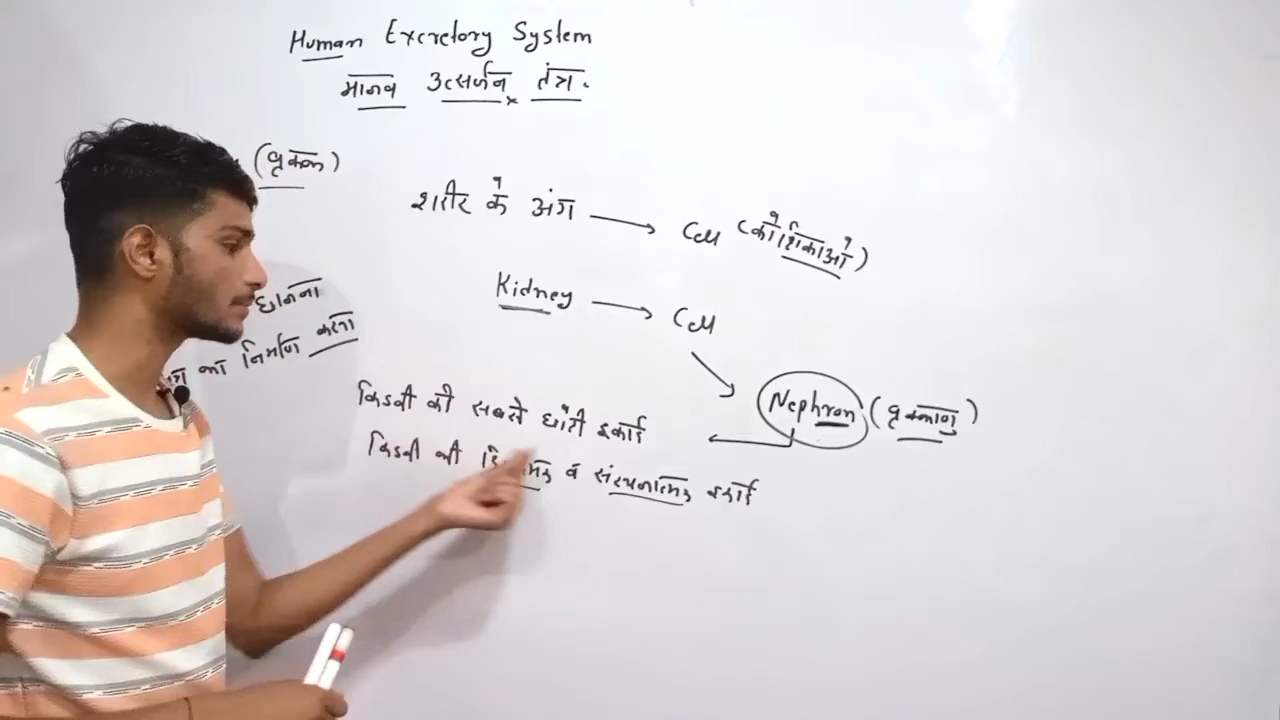 Human Excretory System
मानव उत्सर्जन तंत्र
(वृक्क)
शरीर के अंग → Cell (कोशिकाओं)
छानना
Kidney → Cell
का निर्माण करना
Nephron (वृक्काणु)
किडनी की सबसे छोटी इकाई
किडनी की व संरचनात्मक इकाई